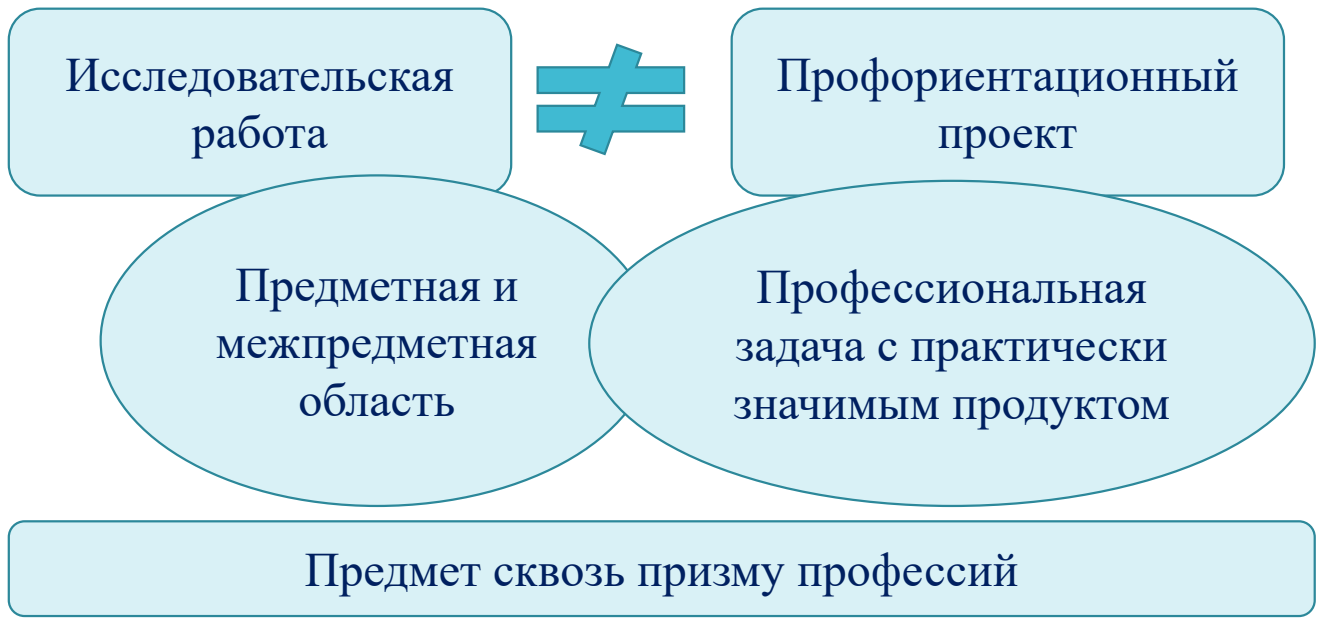 Исследовательская
работа
Профориентационный
проект
Предметная и
межпредметная
область
Профессиональная
задача с практически
значимым продуктом
Предмет сквозь призму профессий